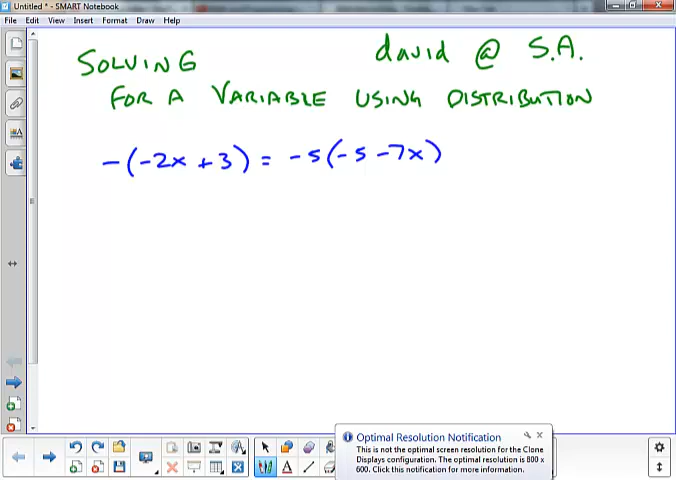 Untitled * - SMART Notebook
File Edit View Insert Format Draw Help
SOLVING david @ S.A.
FOR A VARIABLE USING DISTRIBUTION
-(-2x +3) = -5(-5 -7x)
Optimal Resolution Notification
This is not the optimal screen resolution for the Clone
Displays configuration. The optimal resolution is 800 x
600. Click this notification for more information.